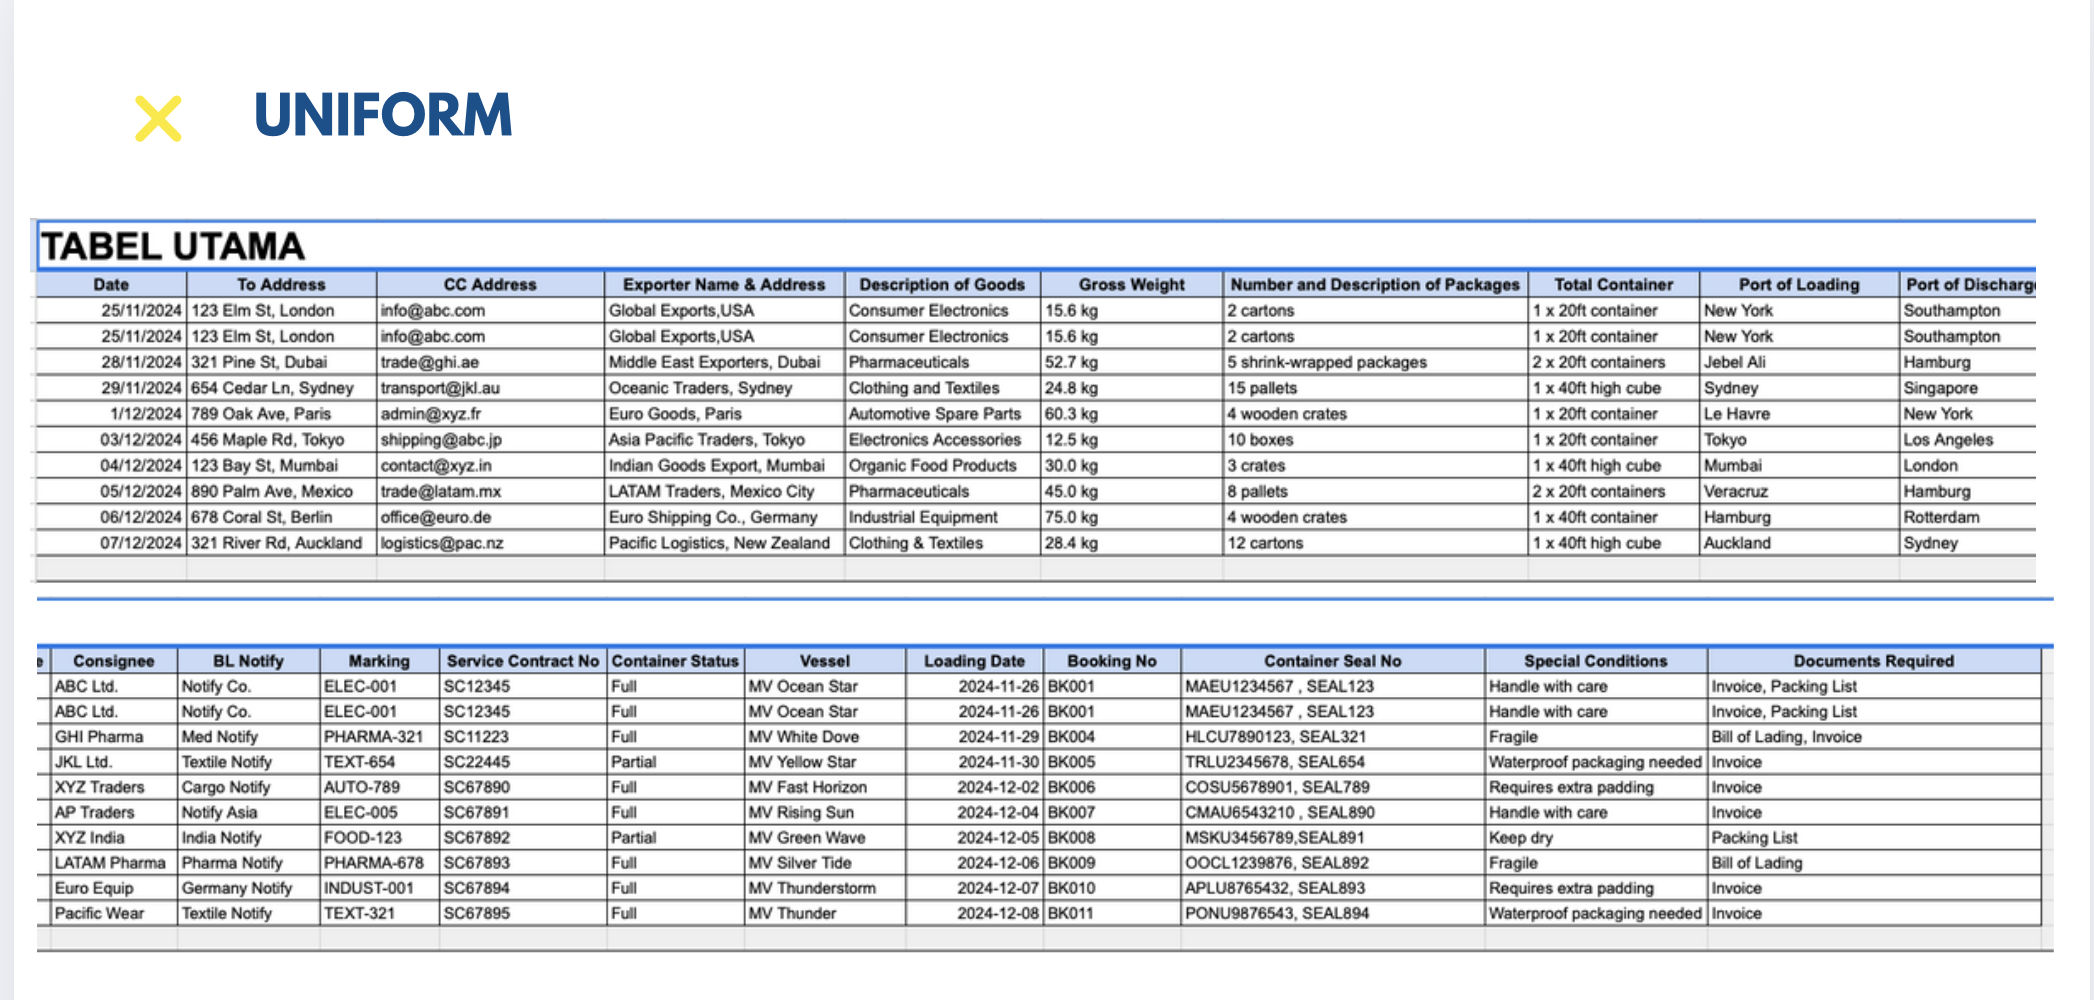 UNIFORM
TABEL UTAMA
Date To Address CC Address Exporter Name & Address Description of Goods Gross Weight Number and Description of Packages Total Container Port of Loading Port of Discharge
25/11/2024 123 Elm St, London info@abc.com Global Exports,USA Consumer Electronics 15.6 kg 2 cartons 1 x 20ft container New York Southampton
25/11/2024 123 Elm St, London info@abc.com Global Exports,USA Consumer Electronics 15.6 kg 2 cartons 1 x 20ft container New York Southampton
28/11/2024 321 Pine St, Dubai trade@ghi.ae Middle East Exporters, Dubai Pharmaceuticals 52.7 kg 5 shrink-wrapped packages 2 x 20ft containers Jebel Ali Hamburg
29/11/2024 654 Cedar Ln, Sydney transport@jkl.au Oceanic Traders, Sydney Clothing and Textiles 24.8 kg 15 pallets 1 x 40ft high cube Sydney Singapore
1/12/2024 789 Oak Ave, Paris admin@xyz.fr Euro Goods, Paris Automotive Spare Parts 60.3 kg 4 wooden crates 1 x 20ft container Le Havre New York
03/12/2024 456 Maple Rd, Tokyo shipping@abc.jp Asia Pacific Traders, Tokyo Electronics Accessories 12.5 kg 10 boxes 1 x 20ft container Tokyo Los Angeles
04/12/2024 123 Bay St, Mumbai contact@xyz.in Indian Goods Export, Mumbai Organic Food Products 30.0 kg 3 crates 1 x 40ft high cube Mumbai London
05/12/2024 890 Palm Ave, Mexico trade@latam.mx LATAM Traders, Mexico City Pharmaceuticals 45.0 kg 8 pallets 2 x 20ft containers Veracruz Hamburg
06/12/2024 678 Coral St, Berlin office@euro.de Euro Shipping Co., Germany Industrial Equipment 75.0 kg 4 wooden crates 1 x 40ft container Hamburg Rotterdam
07/12/2024 321 River Rd, Auckland logistics@pac.nz Pacific Logistics, New Zealand Clothing & Textiles 28.4 kg 12 cartons 1 x 40ft high cube Auckland Sydney
e Consignee BL Notify Marking Service Contract No Container Status Vessel Loading Date Booking No Container Seal No Special Conditions Documents Required
ABC Ltd. Notify Co. ELEC-001 SC12345 Full MV Ocean Star 2024-11-26 BK001 MAEU1234567 , SEAL123 Handle with care Invoice, Packing List
ABC Ltd. Notify Co. ELEC-001 SC12345 Full MV Ocean Star 2024-11-26 BK001 MAEU1234567 , SEAL123 Handle with care Invoice, Packing List
GHI Pharma Med Notify PHARMA-321 SC11223 Full MV White Dove 2024-11-29 BK004 HLCU7890123, SEAL321 Fragile Bill of Lading, Invoice
JKL Ltd. Textile Notify TEXT-654 SC22445 Partial MV Yellow Star 2024-11-30 BK005 TRLU2345678, SEAL654 Waterproof packaging needed Invoice
XYZ Traders Cargo Notify AUTO-789 SC67890 Full MV Fast Horizon 2024-12-02 BK006 COSU5678901, SEAL789 Requires extra padding Invoice
AP Traders Notify Asia ELEC-005 SC67891 Full MV Rising Sun 2024-12-04 BK007 CMAU6543210 , SEAL890 Handle with care Invoice
XYZ India India Notify FOOD-123 SC67892 Partial MV Green Wave 2024-12-05 BK008 MSKU3456789,SEAL891 Keep dry Packing List
LATAM Pharma Pharma Notify PHARMA-678 SC67893 Full MV Silver Tide 2024-12-06 BK009 OOCL1239876, SEAL892 Fragile Bill of Lading
Euro Equip Germany Notify INDUST-001 SC67894 Full MV Thunderstorm 2024-12-07 BK010 APLU8765432, SEAL893 Requires extra padding Invoice
Pacific Wear Textile Notify TEXT-321 SC67895 Full MV Thunder 2024-12-08 BK011 PONU9876543, SEAL894 Waterproof packaging needed Invoice